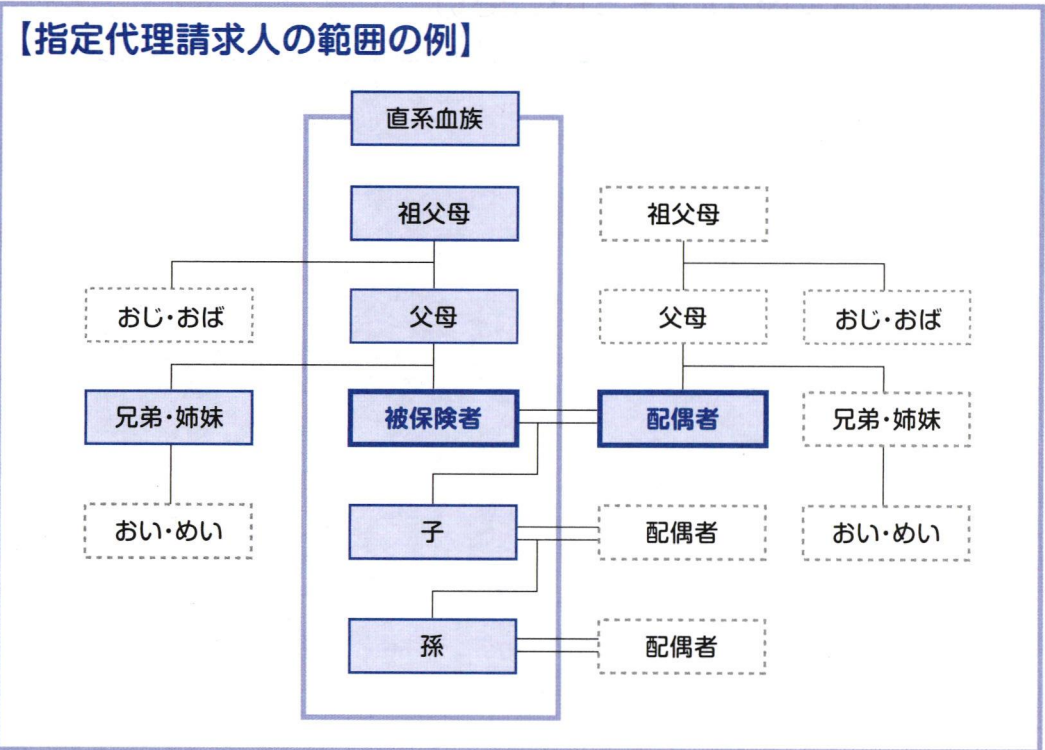 【指定代理請求人の範囲の例】
直系血族
祖父母
祖父母
おじ・おば
父母
父母
おじ・おば
兄弟・姉妹
被保険者
配偶者
兄弟・姉妹
おい・めい
子
配偶者
おい・めい
孫
配偶者